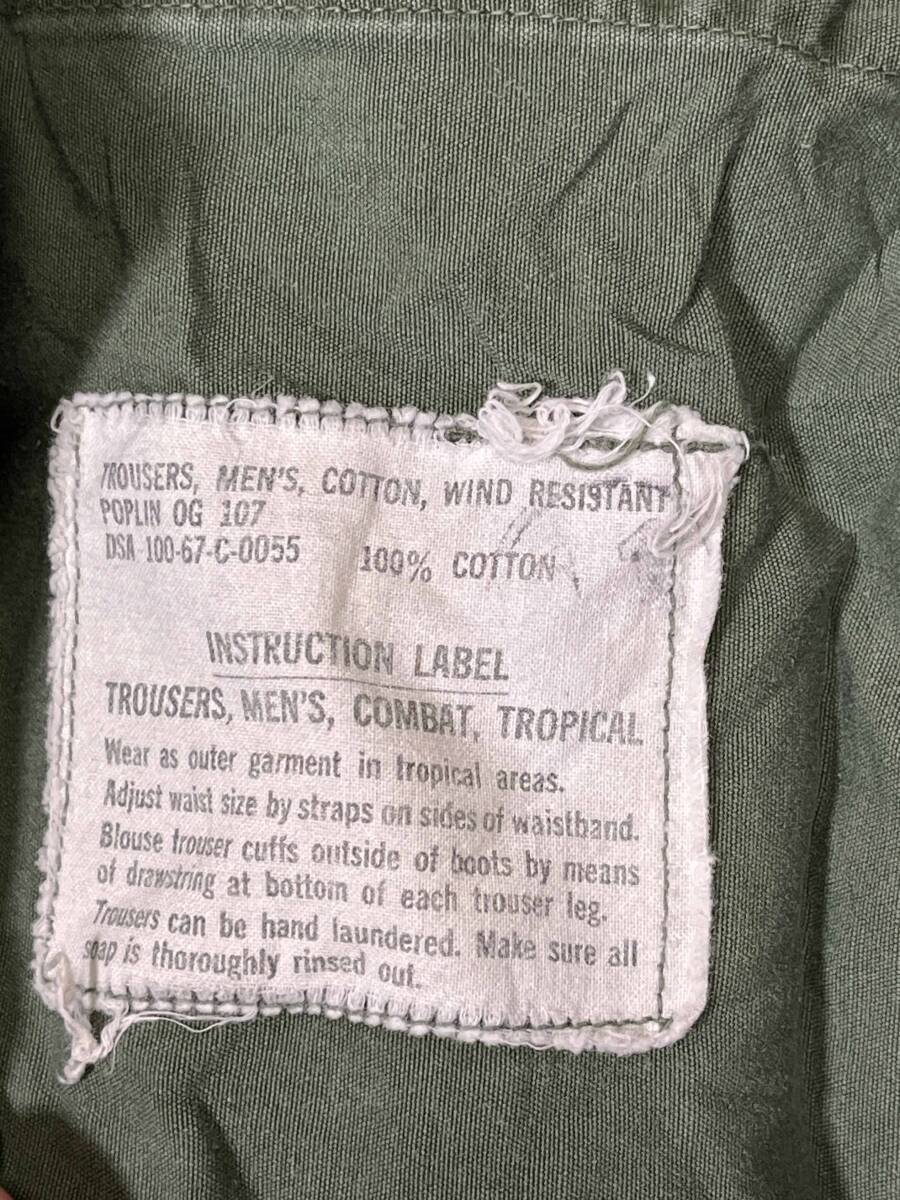 TROUSERS, MEN'S, COTTON, WIND RESISTANT
POPLIN OG 107
DSA 100-67-C-0055 100% COTTON
INSTRUCTION LABEL
TROUSERS, MEN'S, COMBAT, TROPICAL
Wear as outer garment in tropical areas.
Adjust waist size by straps on sides of waistband.
Blouse trouser cuffs outside of boots by means
of drawstring at bottom of each trouser leg.
Trousers can be hand laundered. Make sure all
soap is thoroughly rinsed out.